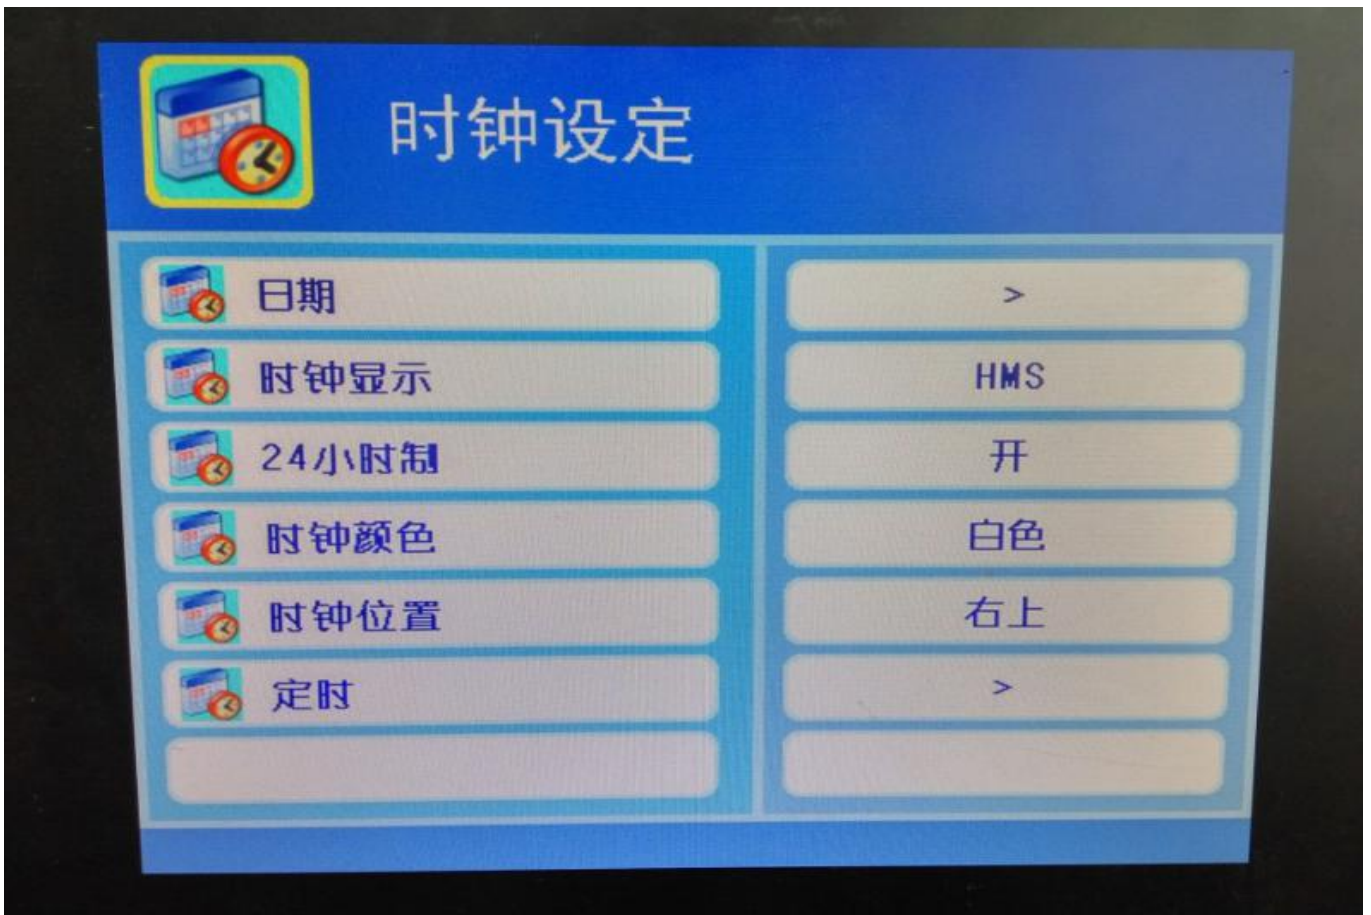 时钟设定
日期 >
时钟显示 HMS
24小时制 开
时钟颜色 白色
时钟位置 右上
定时 >